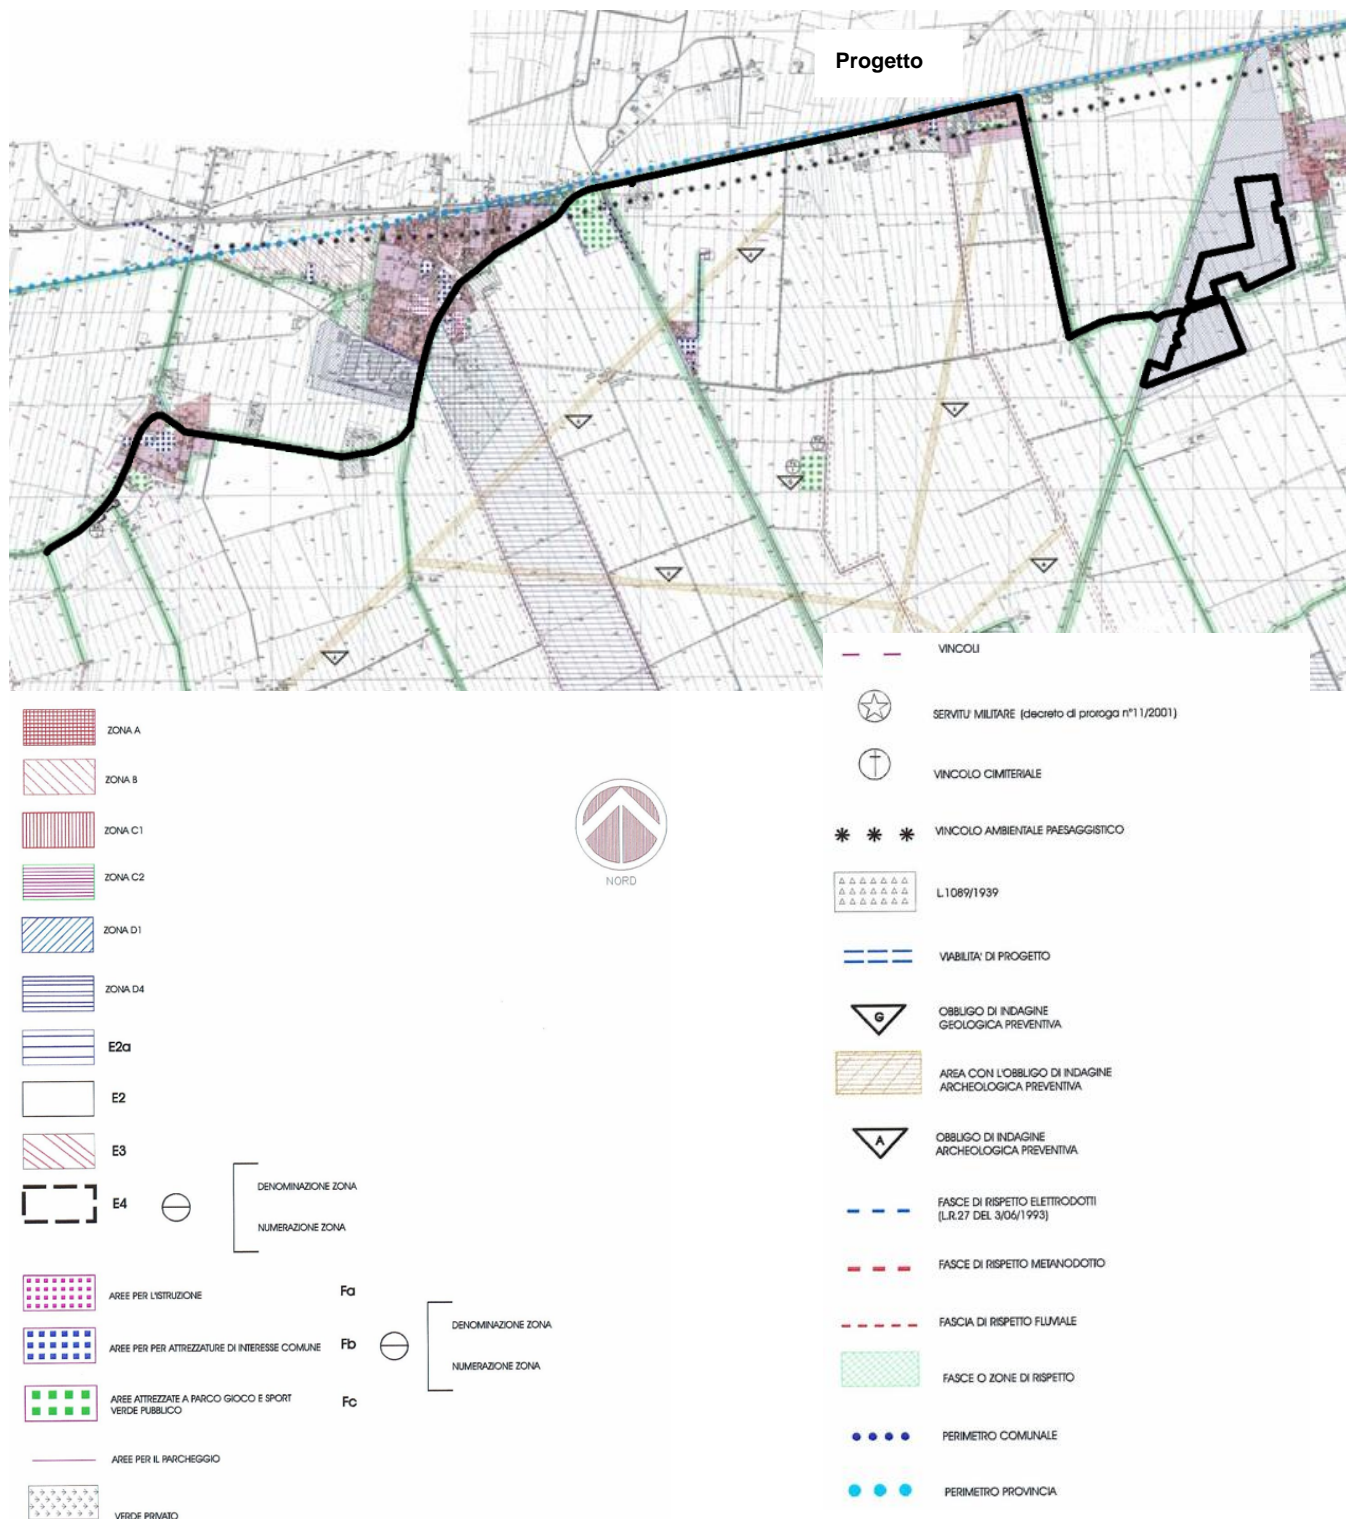 Progetto
ZONA A
ZONA B
ZONA C1
ZONA C2
ZONA D1
ZONA D4
E2a
E2
E3
E4
DENOMINAZIONE ZONA
NUMERAZIONE ZONA
AREE PER L'ISTRUZIONE
Fa
AREE PER PER ATTREZZATURE DI INTERESSE COMUNE
Fb
DENOMINAZIONE ZONA
NUMERAZIONE ZONA
AREE ATTREZZATE A PARCO GIOCO E SPORT
VERDE PUBBLICO
Fc
AREE PER IL PARCHEGGIO
VERDE PRIVATO
NORD
VINCOLI
SERVITU' MILITARE (decreto di proroga n°11/2001)
VINCOLO CIMITERIALE
VINCOLO AMBIENTALE PAESAGGISTICO
L.1089/1939
VIABILITA' DI PROGETTO
G
OBBLIGO DI INDAGINE
GEOLOGICA PREVENTIVA
AREA CON L'OBBLIGO DI INDAGINE
ARCHEOLOGICA PREVENTIVA
A
OBBLIGO DI INDAGINE
ARCHEOLOGICA PREVENTIVA
FASCE DI RISPETTO ELETTRODOTTI
(L.R.27 DEL 3/06/1993)
FASCE DI RISPETTO METANODOTTO
FASCIA DI RISPETTO FLUVIALE
FASCE O ZONE DI RISPETTO
PERIMETRO COMUNALE
PERIMETRO PROVINCIA